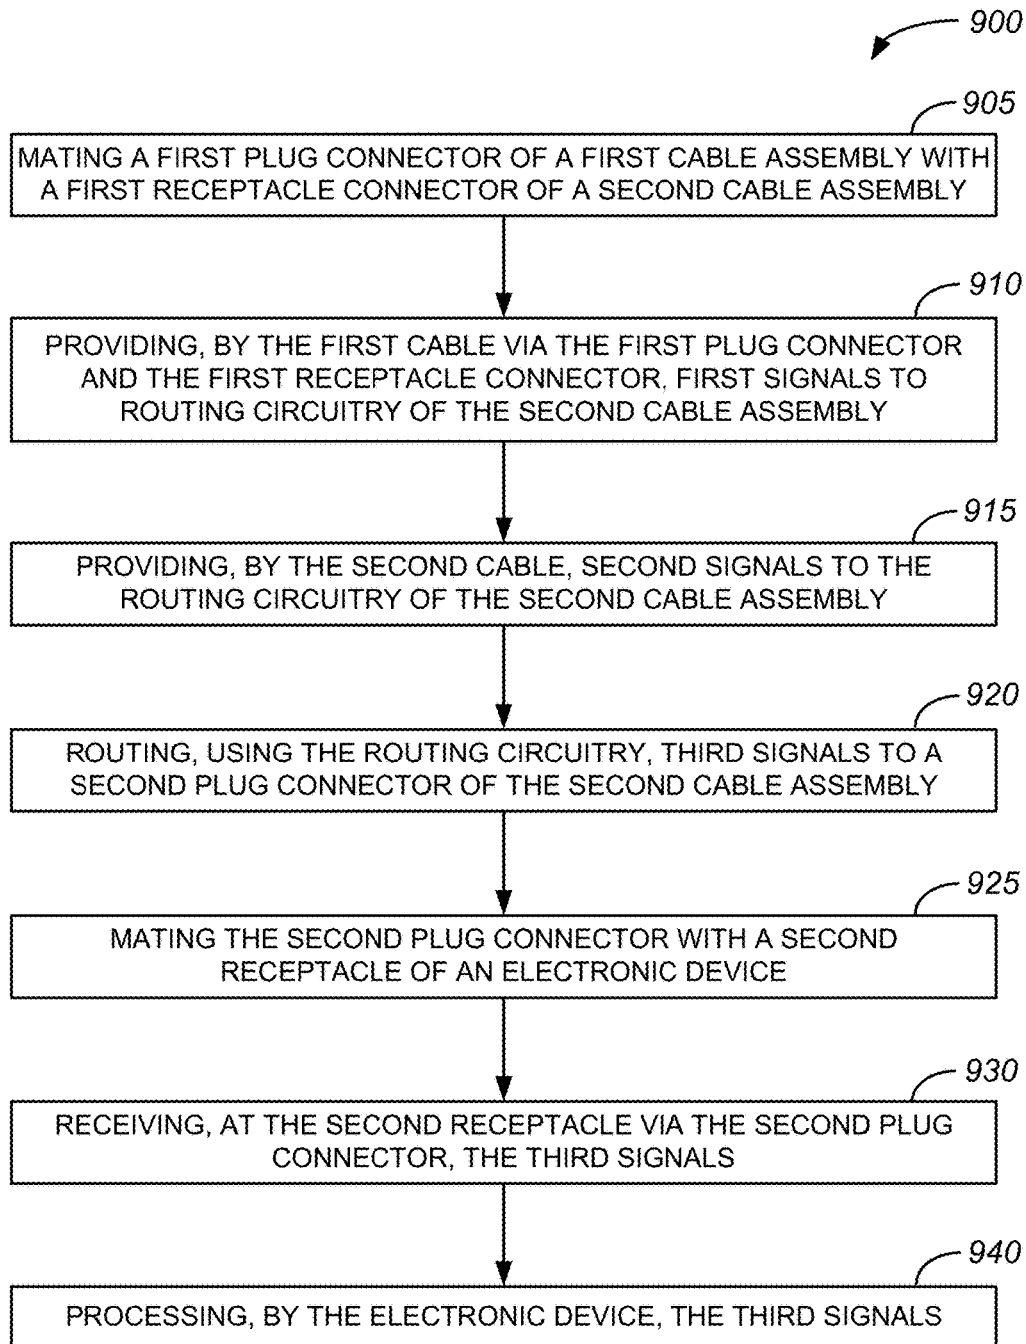 900
905
MATING A FIRST PLUG CONNECTOR OF A FIRST CABLE ASSEMBLY WITH
A FIRST RECEPTACLE CONNECTOR OF A SECOND CABLE ASSEMBLY
910
PROVIDING, BY THE FIRST CABLE VIA THE FIRST PLUG CONNECTOR
AND THE FIRST RECEPTACLE CONNECTOR, FIRST SIGNALS TO
ROUTING CIRCUITRY OF THE SECOND CABLE ASSEMBLY
915
PROVIDING, BY THE SECOND CABLE, SECOND SIGNALS TO THE
ROUTING CIRCUITRY OF THE SECOND CABLE ASSEMBLY
920
ROUTING, USING THE ROUTING CIRCUITRY, THIRD SIGNALS TO A
SECOND PLUG CONNECTOR OF THE SECOND CABLE ASSEMBLY
925
MATING THE SECOND PLUG CONNECTOR WITH A SECOND
RECEPTACLE OF AN ELECTRONIC DEVICE
930
RECEIVING, AT THE SECOND RECEPTACLE VIA THE SECOND PLUG
CONNECTOR, THE THIRD SIGNALS
940
PROCESSING, BY THE ELECTRONIC DEVICE, THE THIRD SIGNALS